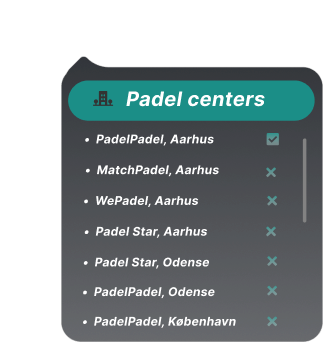 Padel centers
• PadelPadel, Aarhus
• MatchPadel, Aarhus
• WePadel, Aarhus
• Padel Star, Aarhus
• Padel Star, Odense
• PadelPadel, Odense
• PadelPadel, København